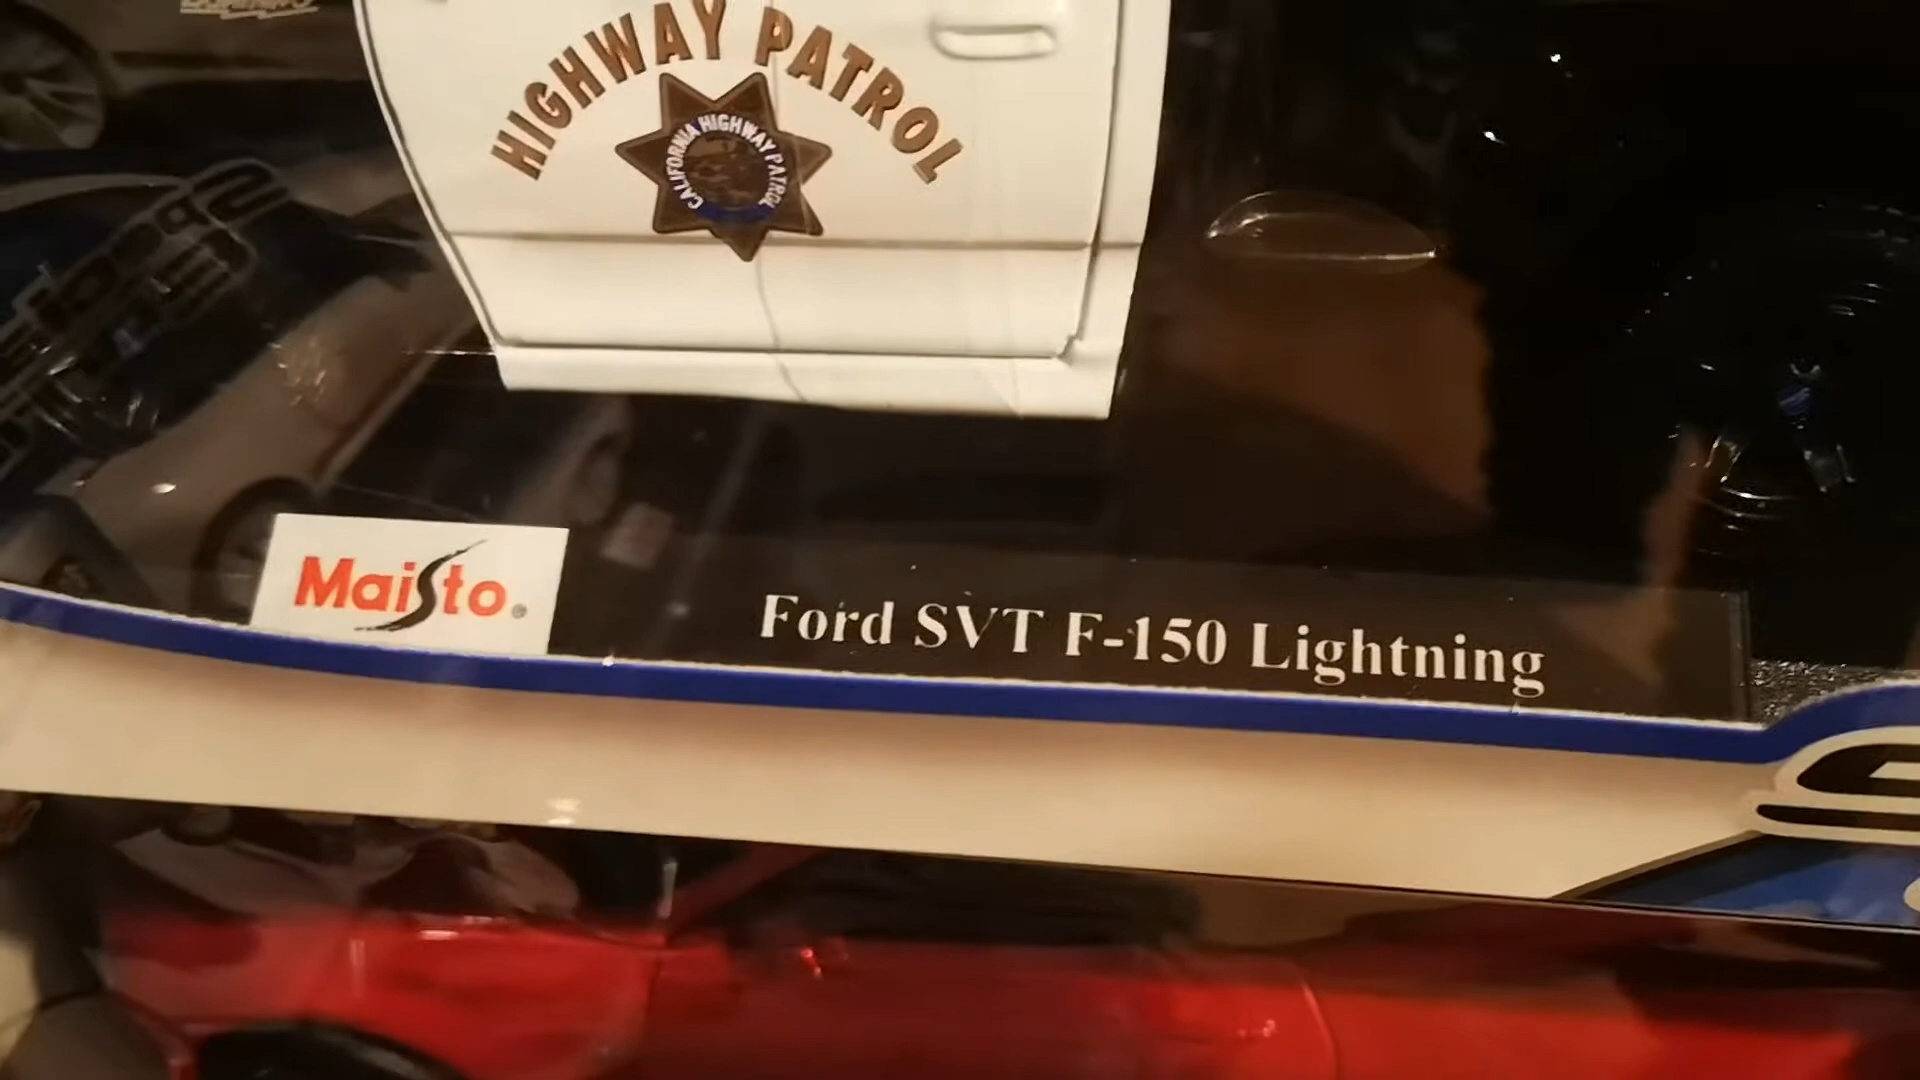 HIGHWAY PATROL
CALIFORNIA HIGHWAY PATROL
Maisto®
Ford SVT F-150 Lightning